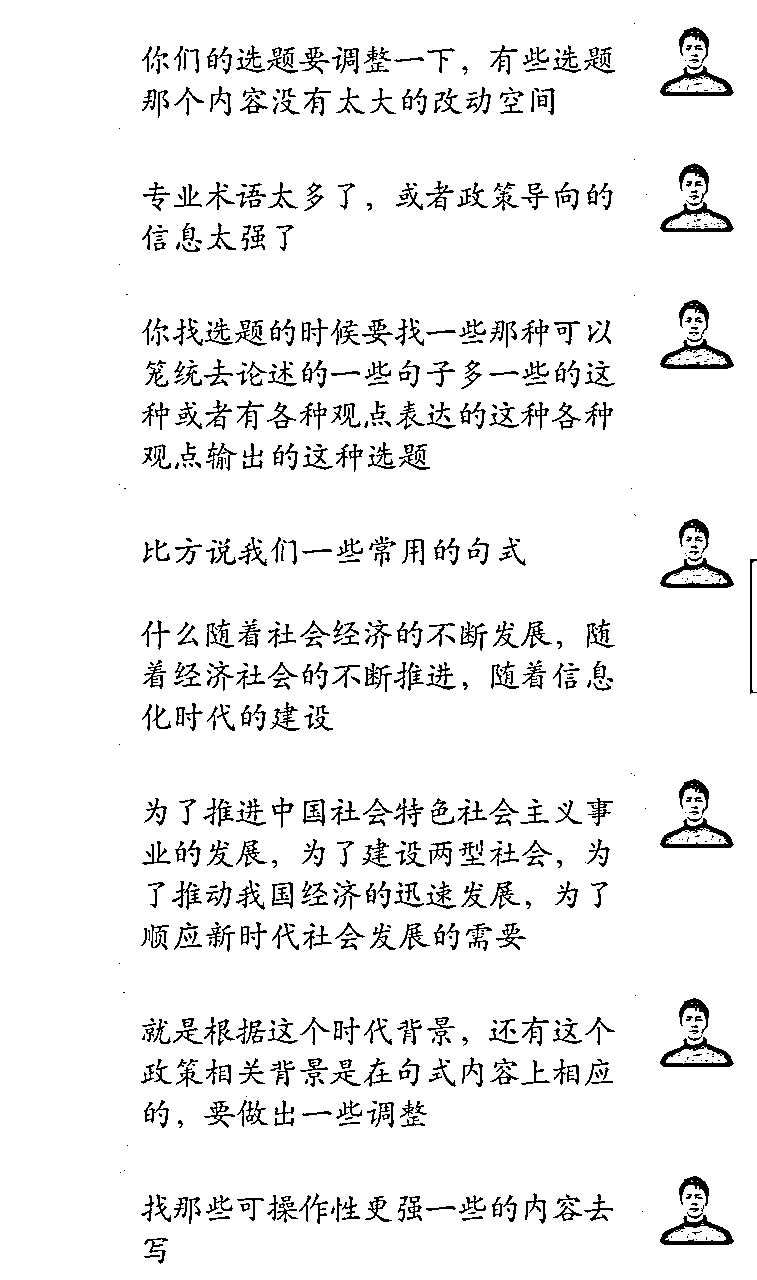 你们的选题要调整一下，有些选题
那个内容没有太大的改动空间
专业术语太多了，或者政策导向的
信息太强了
你找选题的时候要找一些那种可以
笼统去论述的一些句子多一些的这
种或者有各种观点表达的这种各种
观点输出的这种选题
比方说我们一些常用的句式
什么随着社会经济的不断发展，随
着经济社会的不断推进，随着信息
化时代的建设
为了推进中国社会特色社会主义事
业的发展，为了建设两型社会，为
了推动我国经济的迅速发展，为了
顺应新时代社会发展的需要
就是根据这个时代背景，还有这个
政策相关背景是在句式内容上相应
的，要做出一些调整
找那些可操作性更强一些的内容去
写